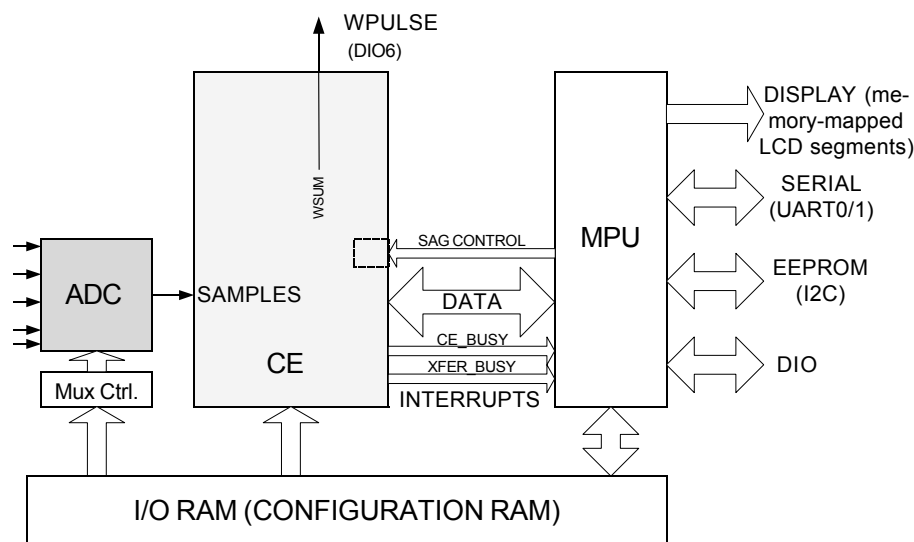 WPULSE
(DIO6)
DISPLAY (me-
mory-mapped
LCD segments)
WSUM
SERIAL
(UART0/1)
MPU
SAG CONTROL
ADC
SAMPLES
DATA
EEPROM
(I2C)
CE_BUSY
CE
XFER_BUSY
DIO
Mux Ctrl.
INTERRUPTS
I/O RAM (CONFIGURATION RAM)